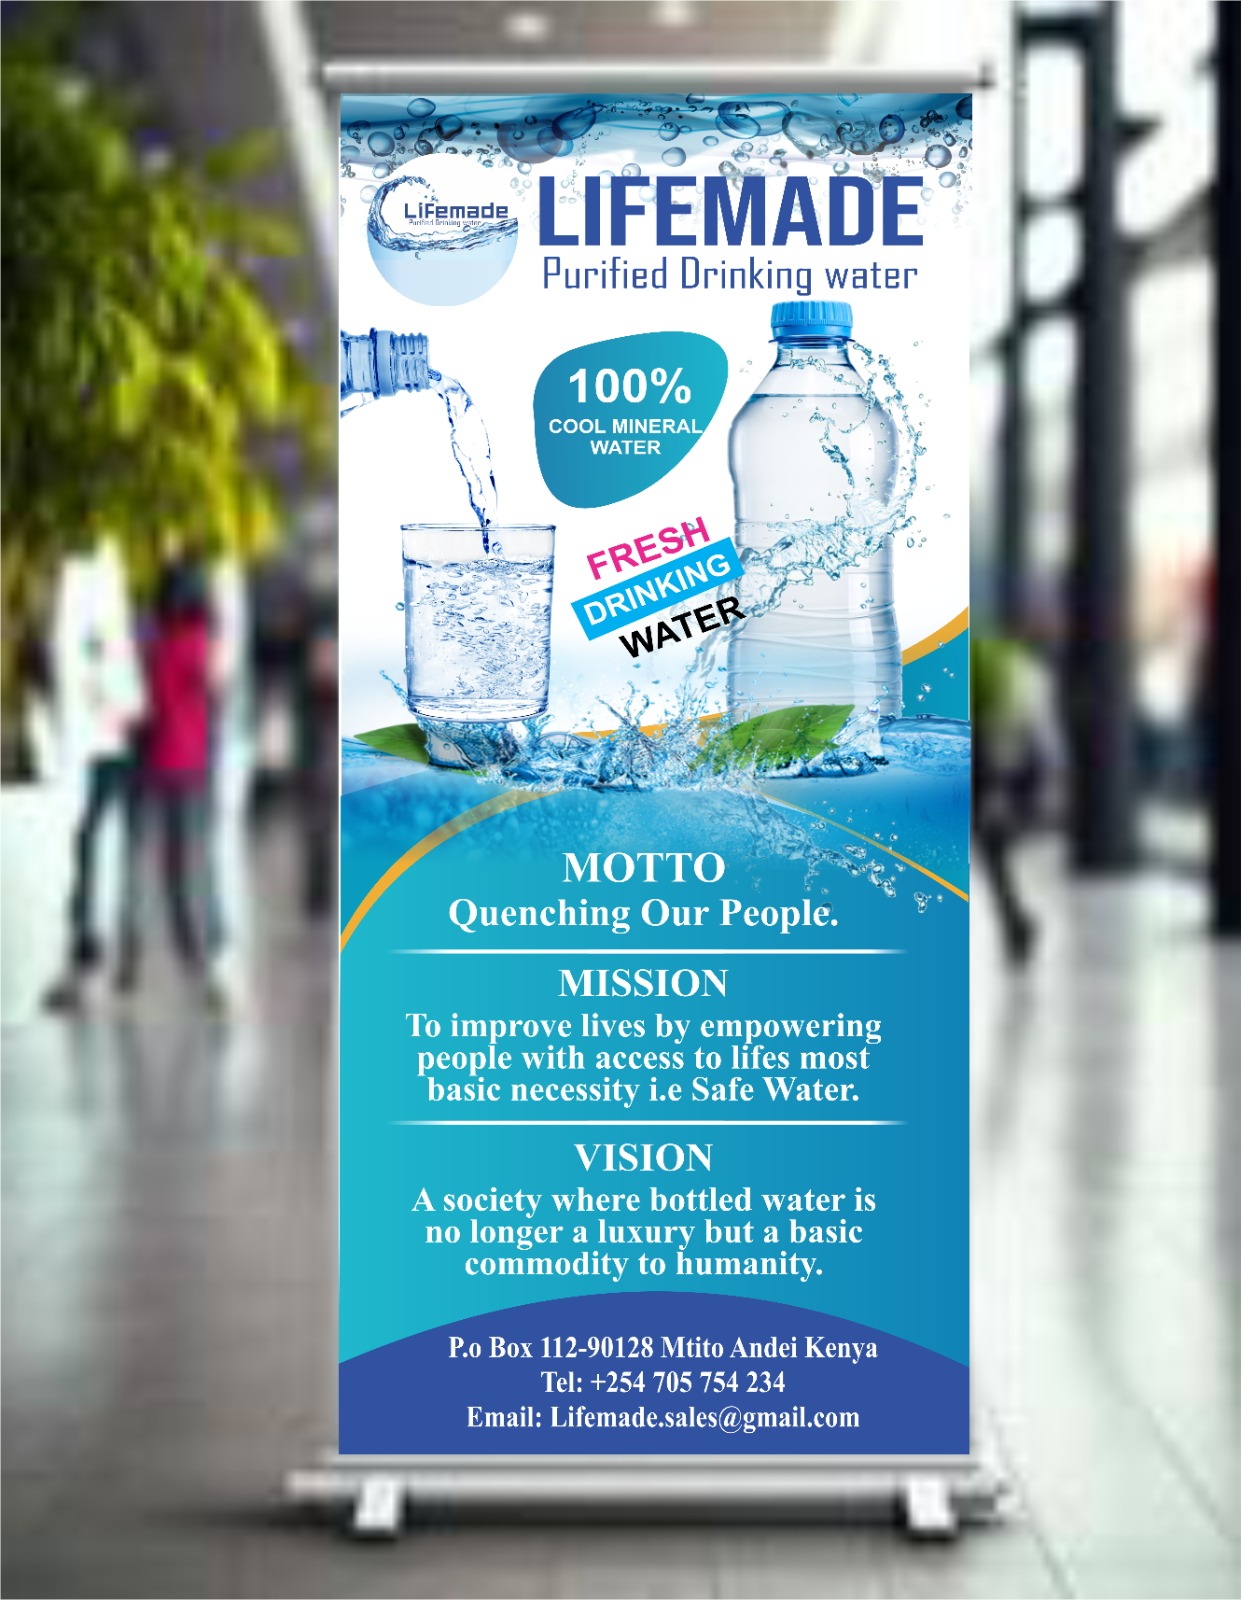 Lifemade
Purified Drinking water
LIFEMADE
Purified Drinking water
100%
COOL MINERAL
WATER
FRESH
DRINKING
WATER
MOTTO
Quenching Our People.
MISSION
To improve lives by empowering
people with access to lifes most
basic necessity i.e Safe Water.
VISION
A society where bottled water is
no longer a luxury but a basic
commodity to humanity.
P.o Box 112-90128 Mtito Andei Kenya
Tel: +254 705 754 234
Email: Lifemade.sales@gmail.com